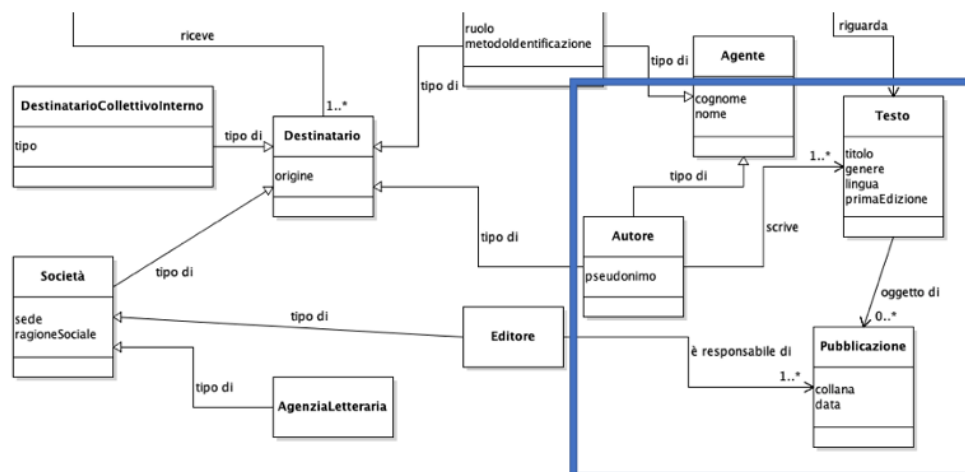 riguarda
riceve
ruolo
metodoIdentificazione
tipo di
Agente
tipo di
cognome
nome
DestinatarioCollettivoInterno
tipo
1..*
tipo di
Destinatario
origine
Testo
titolo
genere
lingua
primaEdizione
1..*
tipo di
scrive
Autore
pseudonimo
tipo di
Società
sede
ragioneSociale
tipo di
tipo di
Editore
oggetto di
0..*
è responsabile di
1..*
Pubblicazione
collana
data
tipo di
AgenziaLetteraria